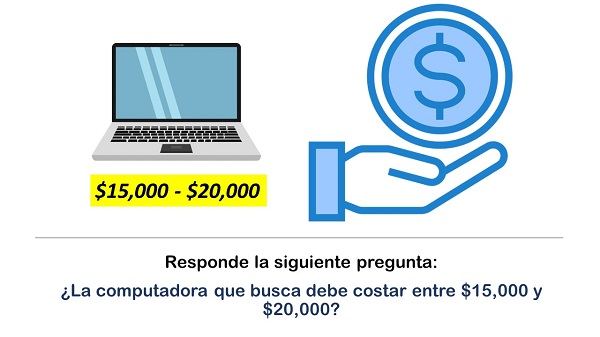 $
$15,000 - $20,000
Responde la siguiente pregunta:
¿La computadora que busca debe costar entre $15,000 y
$20,000?